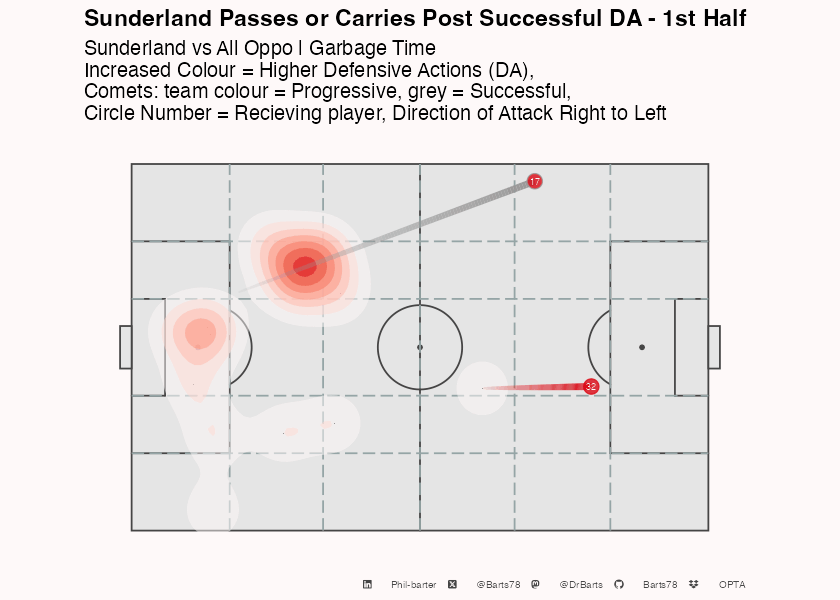 Sunderland Passes or Carries Post Successful DA - 1st Half
Sunderland vs All Oppo | Garbage Time
Increased Colour = Higher Defensive Actions (DA),
Comets: team colour = Progressive, grey = Successful,
Circle Number = Recieving player, Direction of Attack Right to Left
17
32
Phil-barter @Barts78 @DrBarts Barts78 OPTA